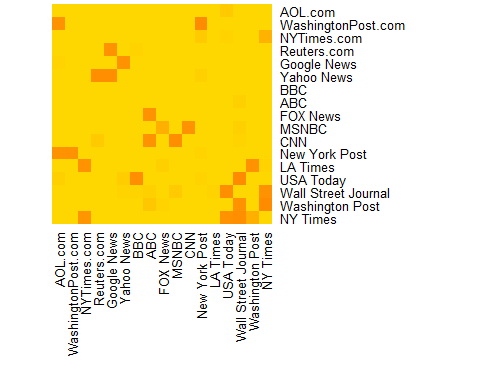 AOL.com
WashingtonPost.com
NYTimes.com
Reuters.com
Google News
Yahoo News
BBC
ABC
FOX News
MSNBC
CNN
New York Post
LA Times
USA Today
Wall Street Journal
Washington Post
NY Times
AOL.com
WashingtonPost.com
NYTimes.com
Reuters.com
Google News
Yahoo News
BBC
ABC
FOX News
MSNBC
CNN
New York Post
LA Times
USA Today
Wall Street Journal
Washington Post
NY Times